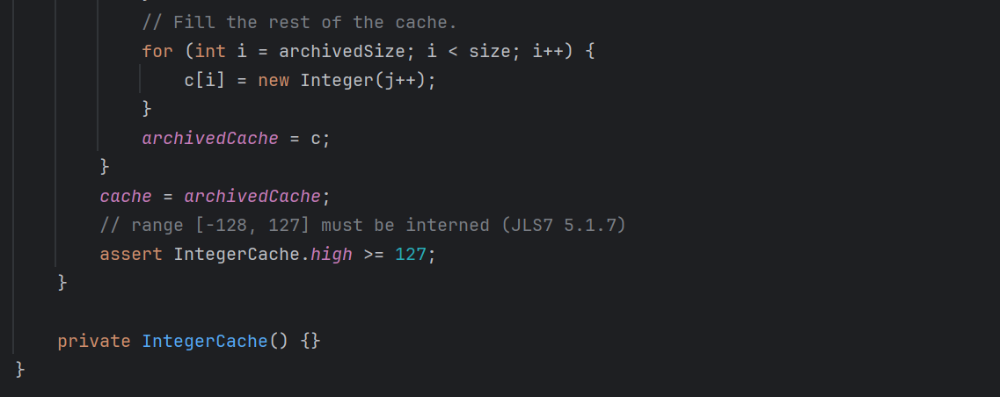 // Fill the rest of the cache.
for (int i = archivedSize; i < size; i++) {
c[i] = new Integer(j++);
}
archivedCache = c;
}
cache = archivedCache;
// range [-128, 127] must be interned (JLS7 5.1.7)
assert IntegerCache.high >= 127;
}
private IntegerCache() {}
}